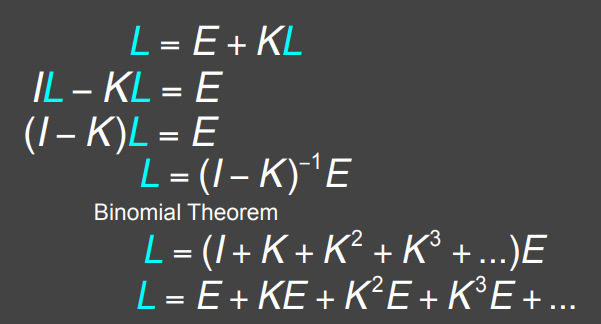 L = E + KL
IL – KL = E
(I – K)L = E
L = (I – K)⁻¹E
Binomial Theorem
L = (I + K + K² + K³ + ...)E
L = E + KE + K²E + K³E + ...